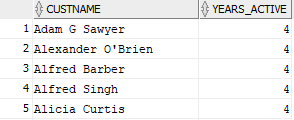 CUSTNAME YEARS_ACTIVE
1 Adam G Sawyer 4
2 Alexander O'Brien 4
3 Alfred Barber 4
4 Alfred Singh 4
5 Alicia Curtis 4